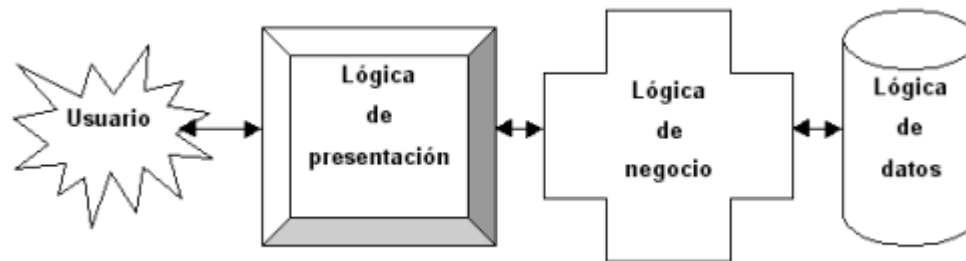 Usuario
Lógica
de
presentación
Lógica
de
negocio
Lógica
de
datos